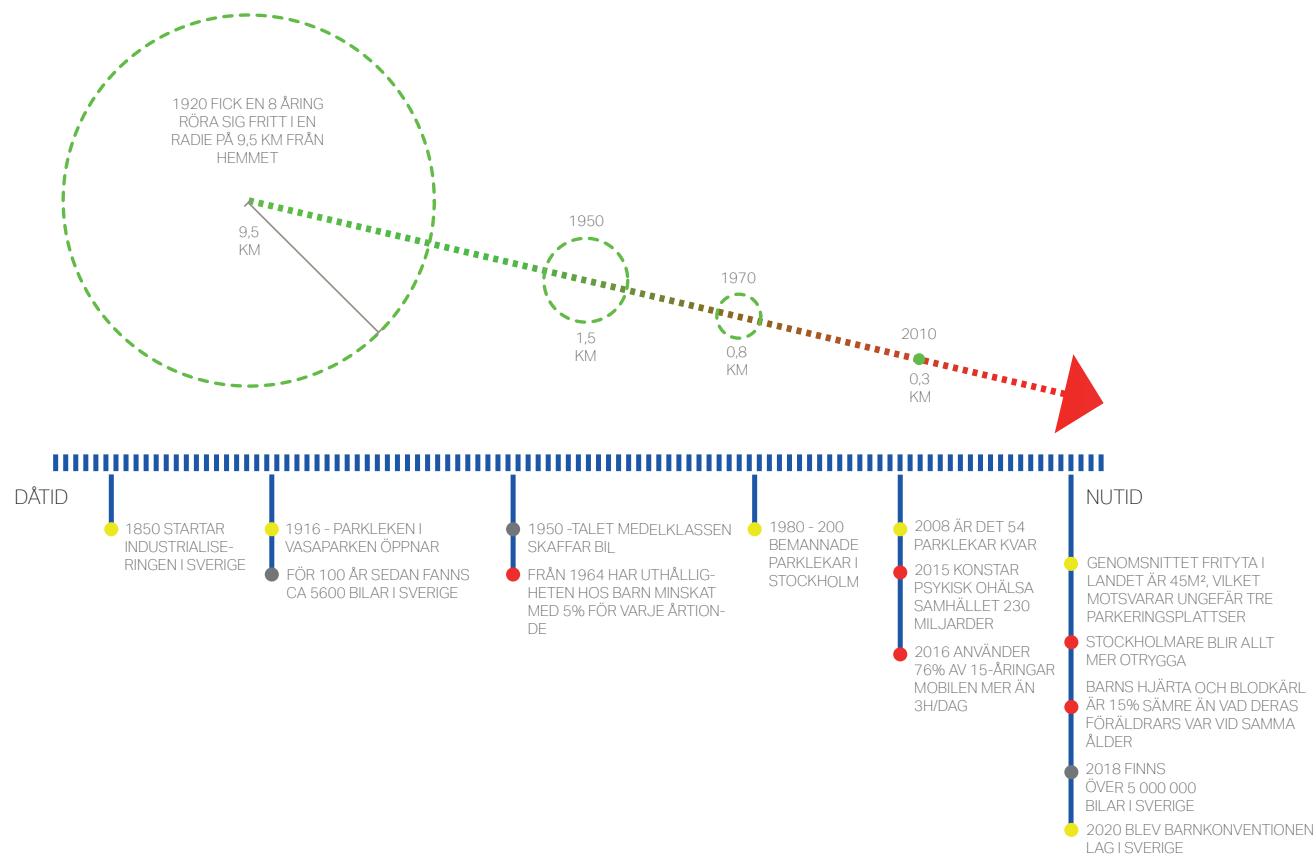 1920 FICK EN 8 ÅRING
RÖRA SIG FRITT I EN
RADIE PÅ 9,5 KM FRÅN
HEMMET
9,5
KM
1950
1,5
KM
1970
0,8
KM
2010
0,3
KM
DÅTID
NUTID
1850 STARTAR
INDUSTRIALISE-
RINGEN I SVERIGE
1916 - PARKLEKEN I
VASAPARKEN ÖPPNAR
FÖR 100 ÅR SEDAN FANNS
CA 5600 BILAR I SVERIGE
1950 -TALET MEDELKLASSEN
SKAFFAR BIL
FRÅN 1964 HAR UTHÅLLIG-
HETEN HOS BARN MINSKAT
MED 5% FÖR VARJE ÅRTION-
DE
1980 - 200
BEMANNADE
PARKLEKAR I
STOCKHOLM
2008 ÄR DET 54
PARKLEKAR KVAR
2015 KONSTAR
PSYKISK OHÄLSA
SAMHÄLLET 230
MILJARDER
2016 ANVÄNDER
76% AV 15-ÅRINGAR
MOBILEN MER ÄN
3H/DAG
GENOMSNITTET FRITYTA I
LANDET ÄR 45M², VILKET
MOTSVARAR UNGEFÄR TRE
PARKERINGSPLATTSER
STOCKHOLMARE BLIR ALLT
MER OTRYGGA
BARNS HJÄRTA OCH BLODKÄRL
ÄR 15% SÄMRE ÄN VAD DERAS
FÖRÄLDRARS VAR VID SAMMA
ÅLDER
2018 FINNS
ÖVER 5 000 000
BILAR I SVERIGE
2020 BLEV BARNKONVENTIONEN
LAG I SVERIGE